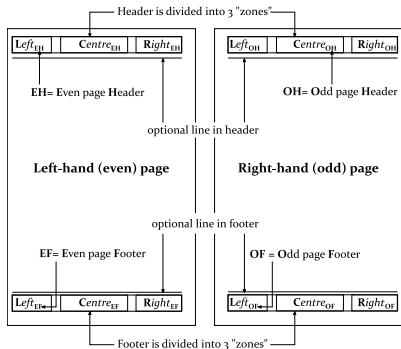 Header is divided into 3 "zones"
LeftEH CentreEH RightEH LeftOH CentreOH RightOH
EH= Even page Header OH= Odd page Header
optional line in header
Left-hand (even) page Right-hand (odd) page
optional line in footer
EF= Even page Footer OF = Odd page Footer
LeftEF CentreEF RightEF LeftOF CentreOF RightOF
Footer is divided into 3 "zones"